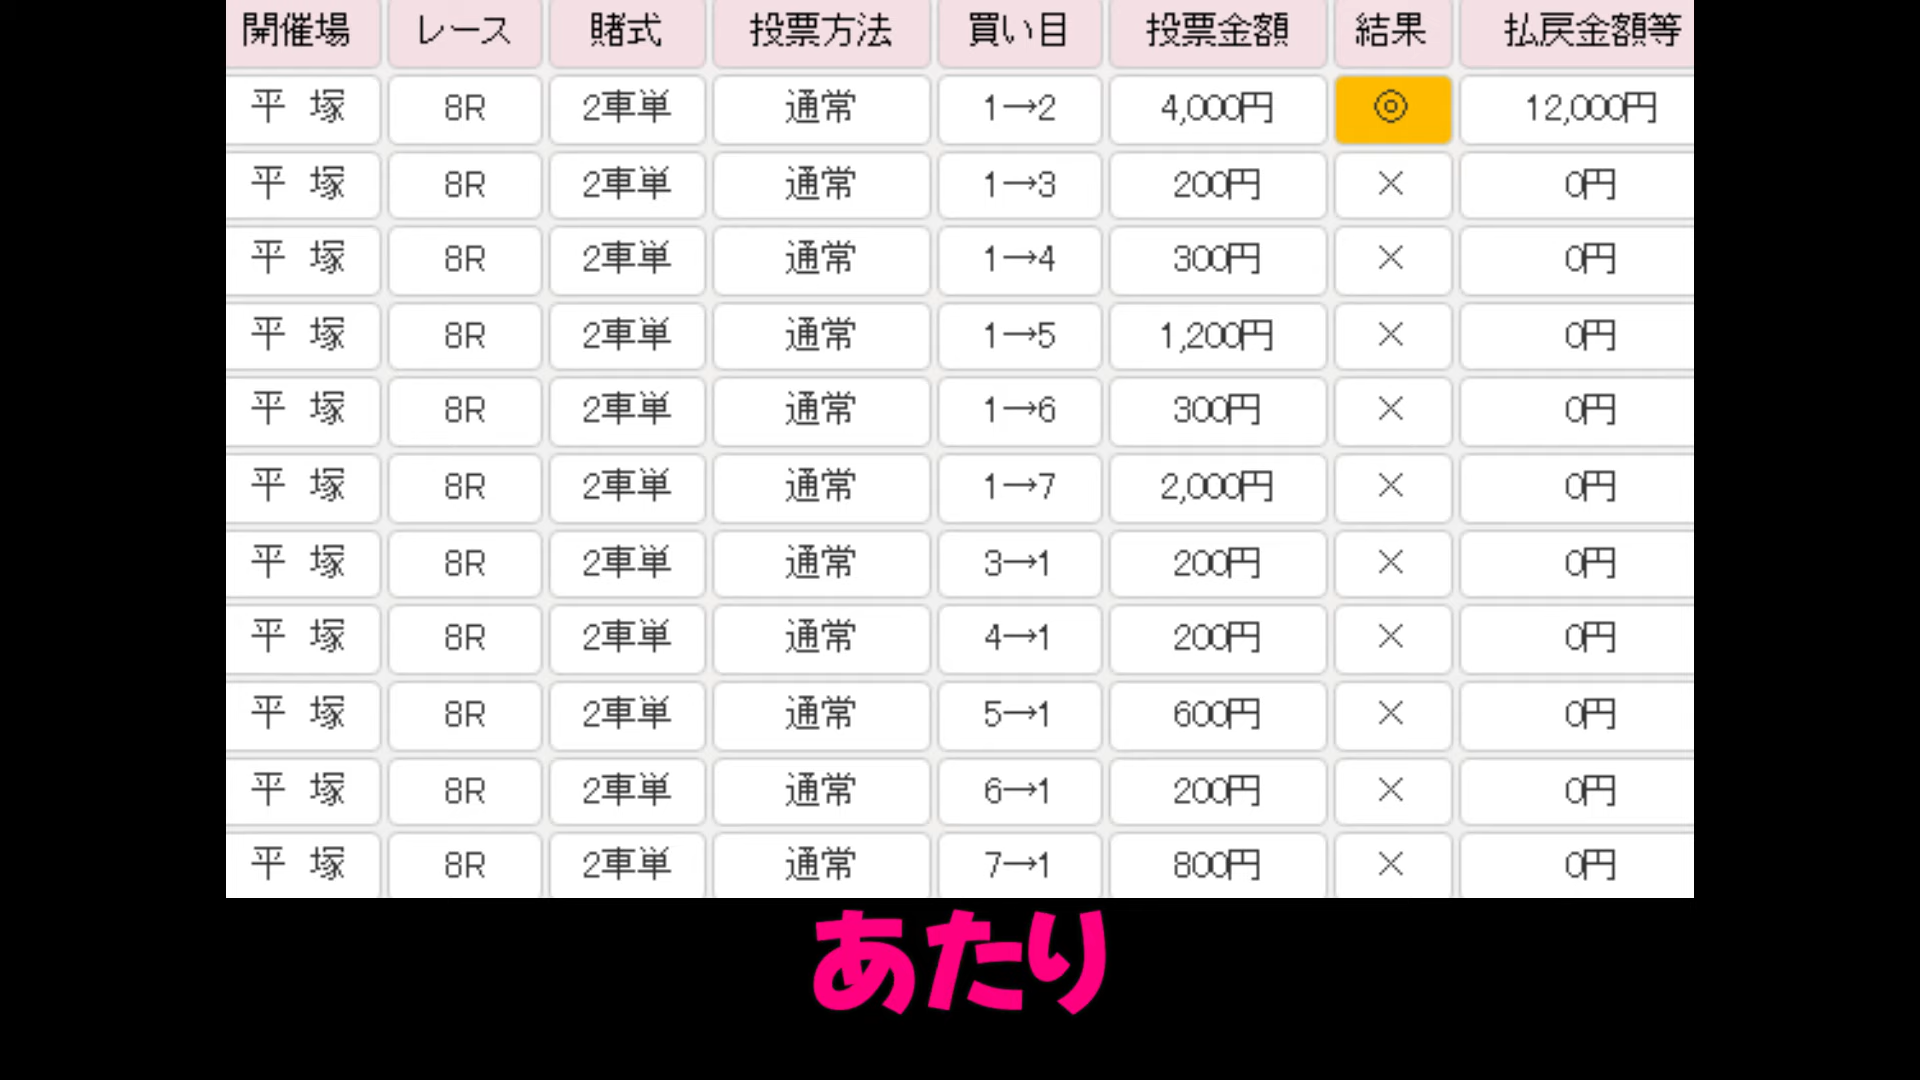 開催場 レース 賭式 投票方法 買い目 投票金額 結果 払戻金額等
平 塚 8R 2車単 通常 1→2 4,000円 ◎ 12,000円
平 塚 8R 2車単 通常 1→3 200円 × 0円
平 塚 8R 2車単 通常 1→4 300円 × 0円
平 塚 8R 2車単 通常 1→5 1,200円 × 0円
平 塚 8R 2車単 通常 1→6 300円 × 0円
平 塚 8R 2車単 通常 1→7 2,000円 × 0円
平 塚 8R 2車単 通常 3→1 200円 × 0円
平 塚 8R 2車単 通常 4→1 200円 × 0円
平 塚 8R 2車単 通常 5→1 600円 × 0円
平 塚 8R 2車単 通常 6→1 200円 × 0円
平 塚 8R 2車単 通常 7→1 800円 × 0円
あたり